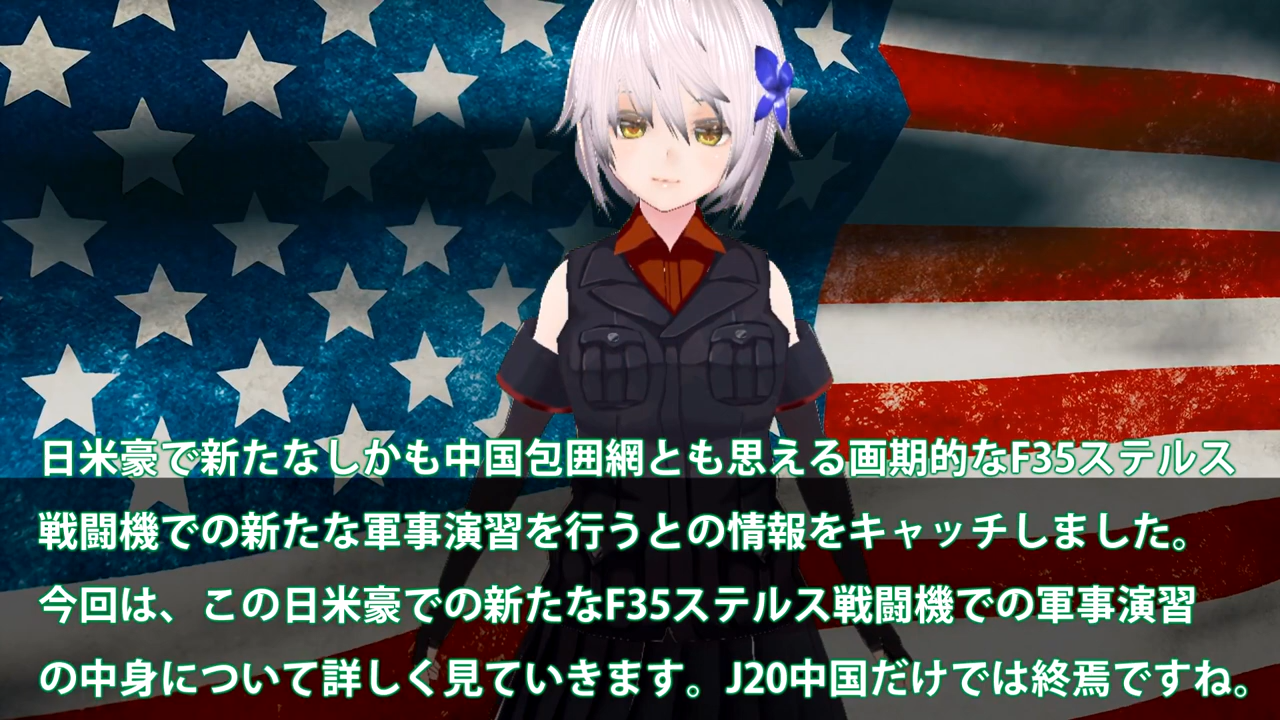 日米豪で新たなしかも中国包囲網とも思える画期的なF35ステルス
戦闘機での新たな軍事演習を行うとの情報をキャッチしました。
今回は、この日米豪での新たなF35ステルス戦闘機での軍事演習
の中身について詳しく見ていきます。J20中国だけでは終焉ですね。